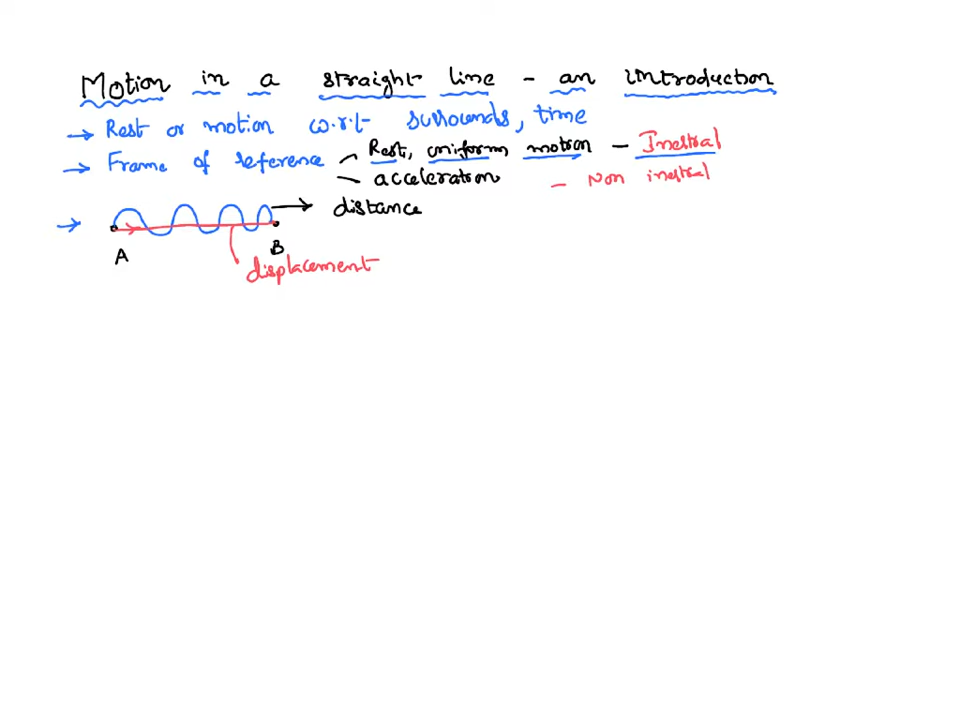 Motion in a straight line - an introduction
→ Rest or motion w.r.t surrounds, time
→ Frame of reference - Rest, uniform motion - Inertial
- acceleration - Non inertial
→ distance
A B
displacement